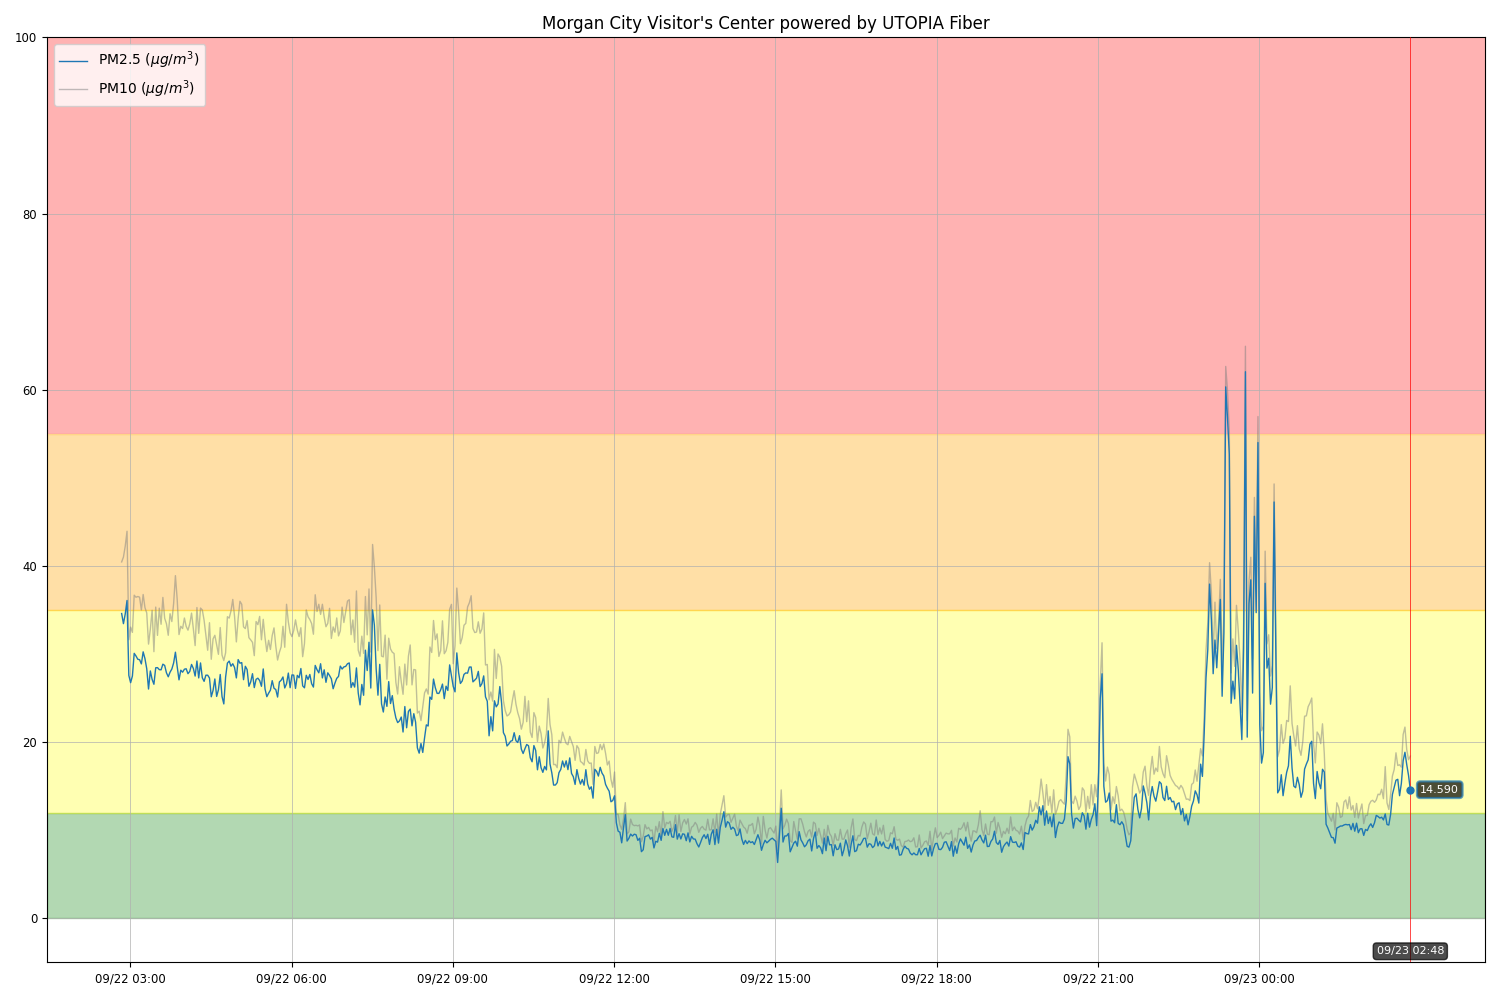 Morgan City Visitor's Center powered by UTOPIA Fiber
100
PM2.5 (μg/m³)
PM10 (μg/m³)
80
60
40
20
14.590
0
09/23 02:48
09/22 03:00 09/22 06:00 09/22 09:00 09/22 12:00 09/22 15:00 09/22 18:00 09/22 21:00 09/23 00:00